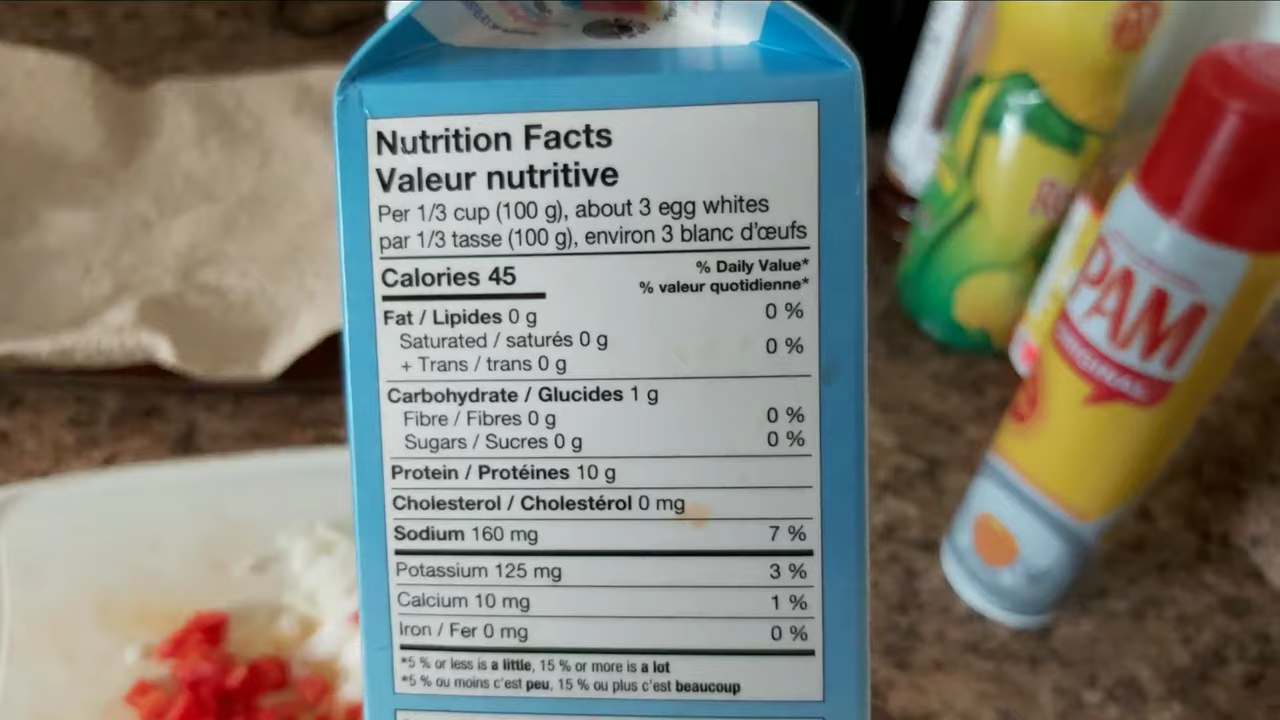 Nutrition Facts
Valeur nutritive
Per 1/3 cup (100 g), about 3 egg whites
par 1/3 tasse (100 g), environ 3 blanc d'œufs
Calories 45
% Daily Value*
% valeur quotidienne*
Fat / Lipides 0 g 0 %
Saturated / saturés 0 g 0 %
+ Trans / trans 0 g
Carbohydrate / Glucides 1 g
Fibre / Fibres 0 g 0 %
Sugars / Sucres 0 g 0 %
Protein / Protéines 10 g
Cholesterol / Cholestérol 0 mg
Sodium 160 mg 7 %
Potassium 125 mg 3 %
Calcium 10 mg 1 %
Iron / Fer 0 mg 0 %
*5 % or less is a little, 15 % or more is a lot
*5 % ou moins c'est peu, 15 % ou plus c'est beaucoup
PAM
ORIGINAL